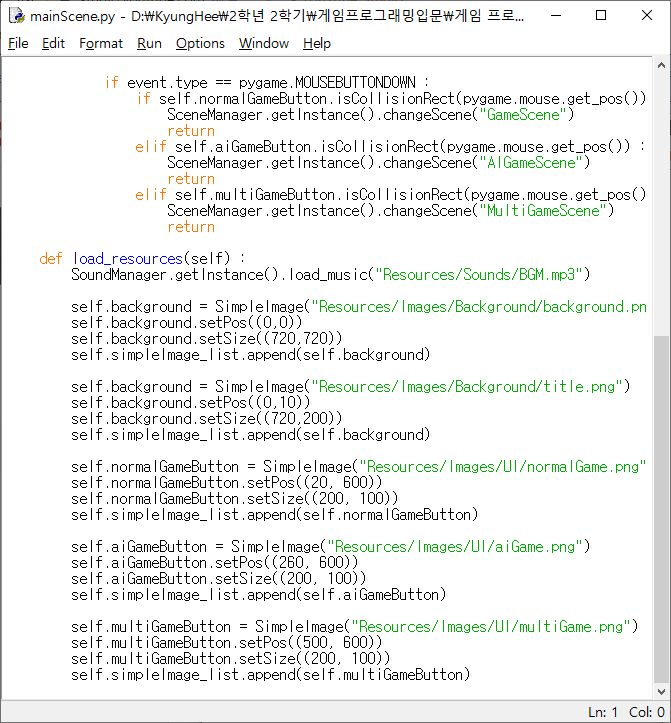 mainScene.py - D:￦KyungHee￦2학년 2학기￦게임프로그래밍입문￦게임 프로...
File Edit Format Run Options Window Help
if event.type == pygame.MOUSEBUTTONDOWN :
if self.normalGameButton.isCollisionRect(pygame.mouse.get_pos())
SceneManager.getInstance().changeScene("GameScene")
return
elif self.aiGameButton.isCollisionRect(pygame.mouse.get_pos()) :
SceneManager.getInstance().changeScene("AIGameScene")
return
elif self.multiGameButton.isCollisionRect(pygame.mouse.get_pos()
SceneManager.getInstance().changeScene("MultiGameScene")
return
def load_resources(self) :
SoundManager.getInstance().load_music("Resources/Sounds/BGM.mp3")
self.background = SimpleImage("Resources/Images/Background/background.pn
self.background.setPos((0,0))
self.background.setSize((720,720))
self.simpleImage_list.append(self.background)
self.background = SimpleImage("Resources/Images/Background/title.png")
self.background.setPos((0,10))
self.background.setSize((720,200))
self.simpleImage_list.append(self.background)
self.normalGameButton = SimpleImage("Resources/Images/UI/normalGame.png"
self.normalGameButton.setPos((20, 600))
self.normalGameButton.setSize((200, 100))
self.simpleImage_list.append(self.normalGameButton)
self.aiGameButton = SimpleImage("Resources/Images/UI/aiGame.png")
self.aiGameButton.setPos((260, 600))
self.aiGameButton.setSize((200, 100))
self.simpleImage_list.append(self.aiGameButton)
self.multiGameButton = SimpleImage("Resources/Images/UI/multiGame.png")
self.multiGameButton.setPos((500, 600))
self.multiGameButton.setSize((200, 100))
self.simpleImage_list.append(self.multiGameButton)
Ln: 1 Col: 0